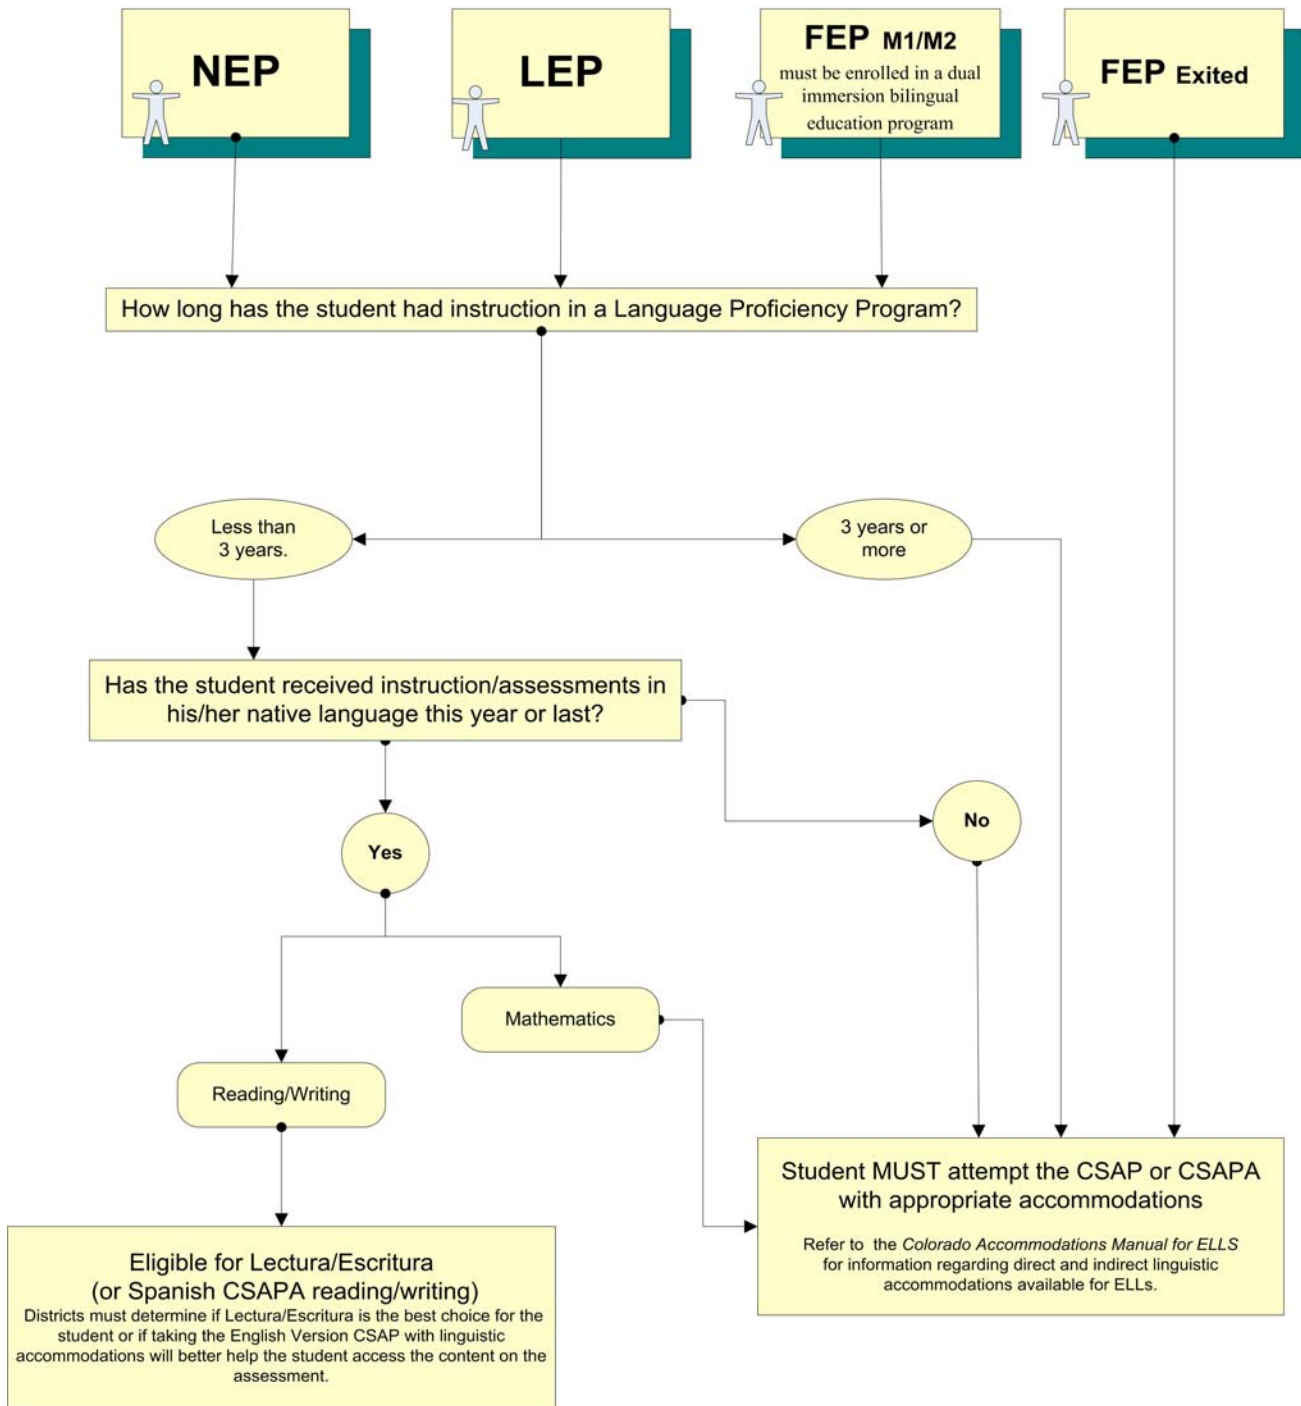 NEP
LEP
FEP M1/M2
must be enrolled in a dual
immersion bilingual
education program
FEP Exited
How long has the student had instruction in a Language Proficiency Program?
Less than
3 years.
3 years or
more
Has the student received instruction/assessments in
his/her native language this year or last?
No
Yes
Mathematics
Reading/Writing
Student MUST attempt the CSAP or CSAPA
with appropriate accommodations
Refer to the Colorado Accommodations Manual for ELLS
for information regarding direct and indirect linguistic
accommodations available for ELLs.
Eligible for Lectura/Escritura
(or Spanish CSAPA reading/writing)
Districts must determine if Lectura/Escritura is the best choice for the
student or if taking the English Version CSAP with linguistic
accommodations will better help the student access the content on the
assessment.